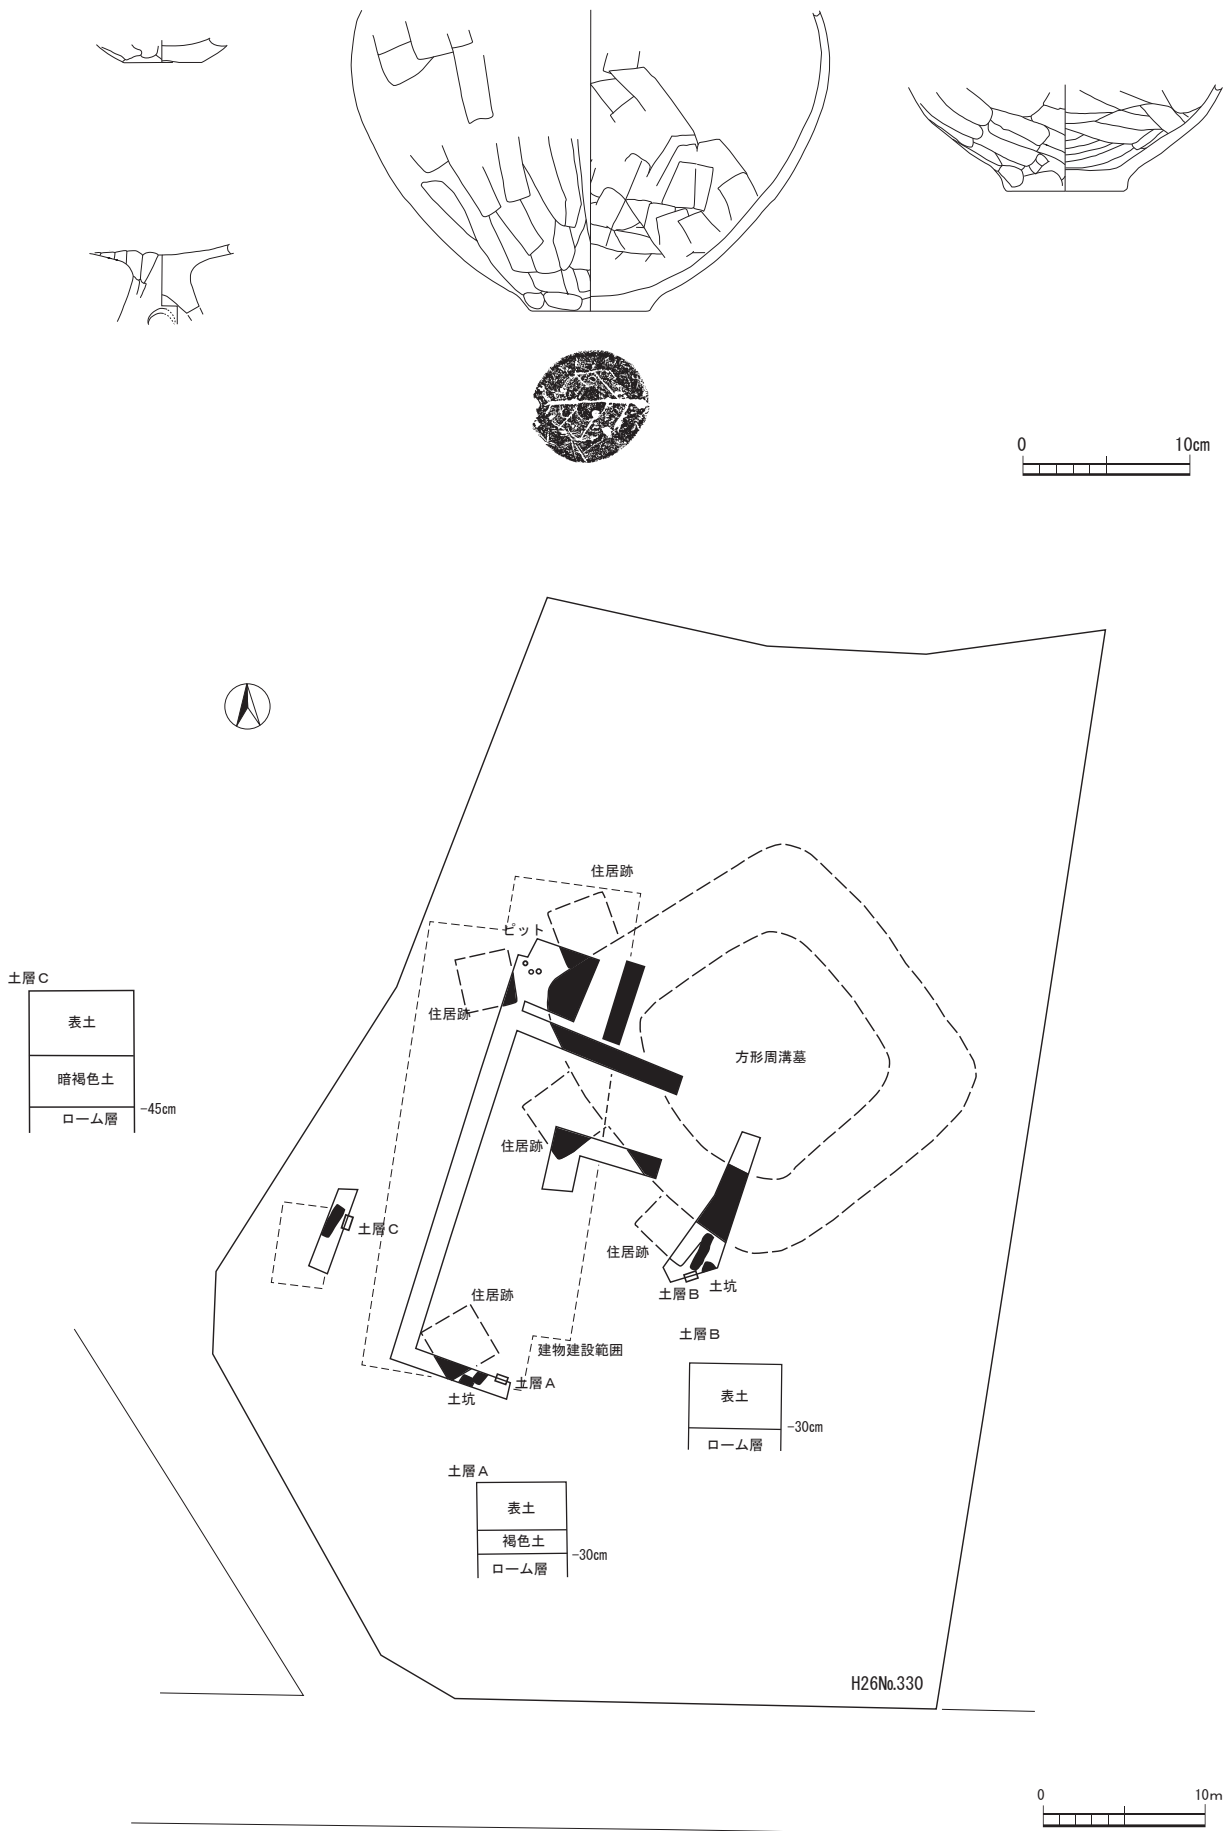 0 10cm
住居跡
ピット
土層C
表土
暗褐色土
ローム層
-45cm
住居跡
方形周溝墓
住居跡
土層C
住居跡
土層B
土坑
住居跡
建物建設範囲
土層A
土坑
土層B
表土
ローム層
-30cm
土層A
表土
褐色土
ローム層
-30cm
H26№330
0 10m